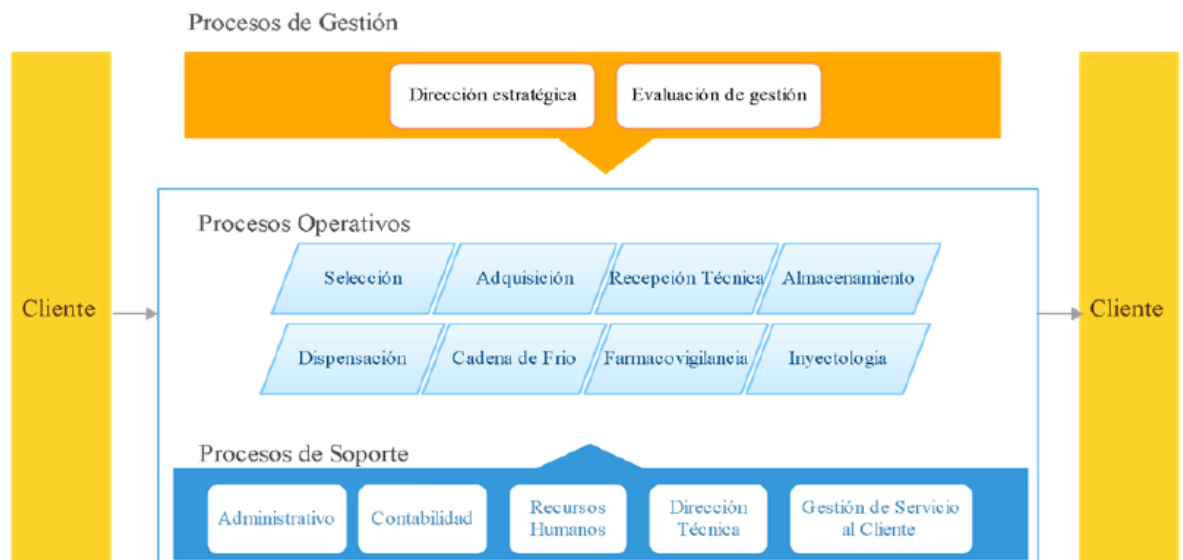 Procesos de Gestión
Dirección estratégica
Evaluación de gestión
Procesos Operativos
Selección
Adquisición
Recepción Técnica
Almacenamiento
Cliente
Cliente
Dispensación
Cadena de Frio
Farmacovigilancia
Inyectologia
Procesos de Soporte
Administrativo
Contabilidad
Recursos
Humanos
Dirección
Técnica
Gestión de Servicio
al Cliente